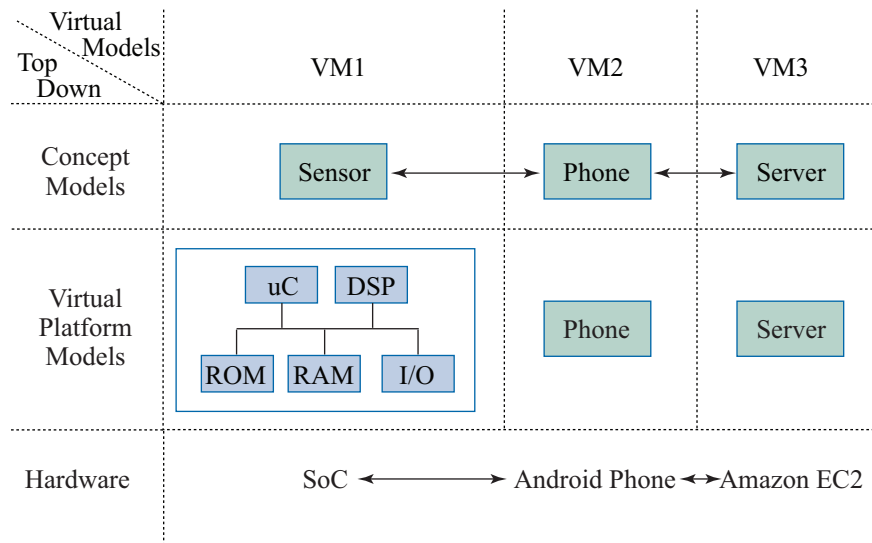 Virtual
Models
Top
Down
VM1
VM2
VM3
Concept
Models
Sensor
Phone
Server
Virtual
Platform
Models
uC
DSP
ROM
RAM
I/O
Phone
Server
Hardware
SoC
Android Phone
Amazon EC2